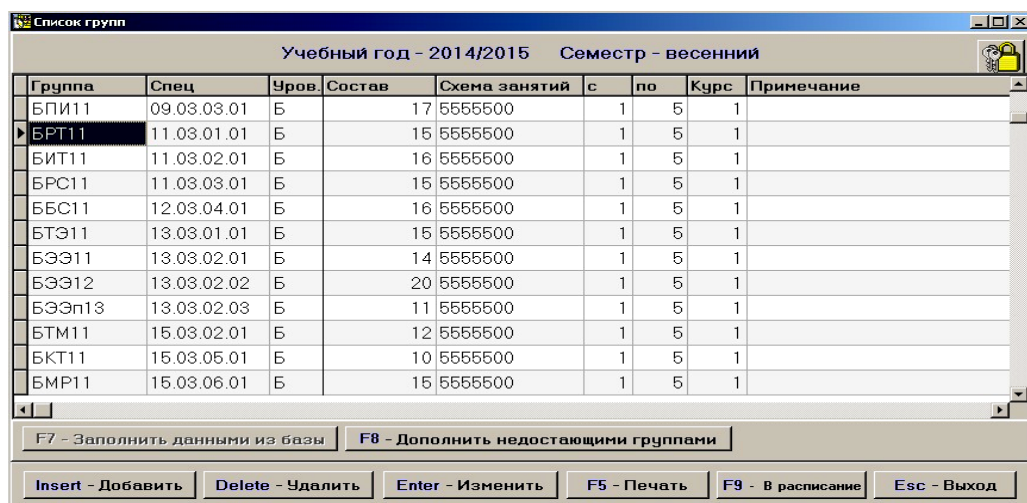 Список групп
Учебный год - 2014/2015 Семестр - весенний
Группа Спец Уров. Состав Схема занятий с по Курс Примечание
БПИ11 09.03.03.01 Б 17 5555500 1 5 1
БРТ11 11.03.01.01 Б 15 5555500 1 5 1
БИТ11 11.03.02.01 Б 16 5555500 1 5 1
БРС11 11.03.03.01 Б 15 5555500 1 5 1
ББС11 12.03.04.01 Б 16 5555500 1 5 1
БТЭ11 13.03.01.01 Б 15 5555500 1 5 1
БЭЭ11 13.03.02.01 Б 14 5555500 1 5 1
БЭЭ12 13.03.02.02 Б 20 5555500 1 5 1
БЭЭп13 13.03.02.03 Б 11 5555500 1 5 1
БТМ11 15.03.02.01 Б 12 5555500 1 5 1
БКТ11 15.03.05.01 Б 10 5555500 1 5 1
БМР11 15.03.06.01 Б 15 5555500 1 5 1
F7 - Заполнить данными из базы F8 - Дополнить недостающими группами
Insert - Добавить Delete - Удалить Enter - Изменить F5 - Печать F9 - В расписание Esc - Выход